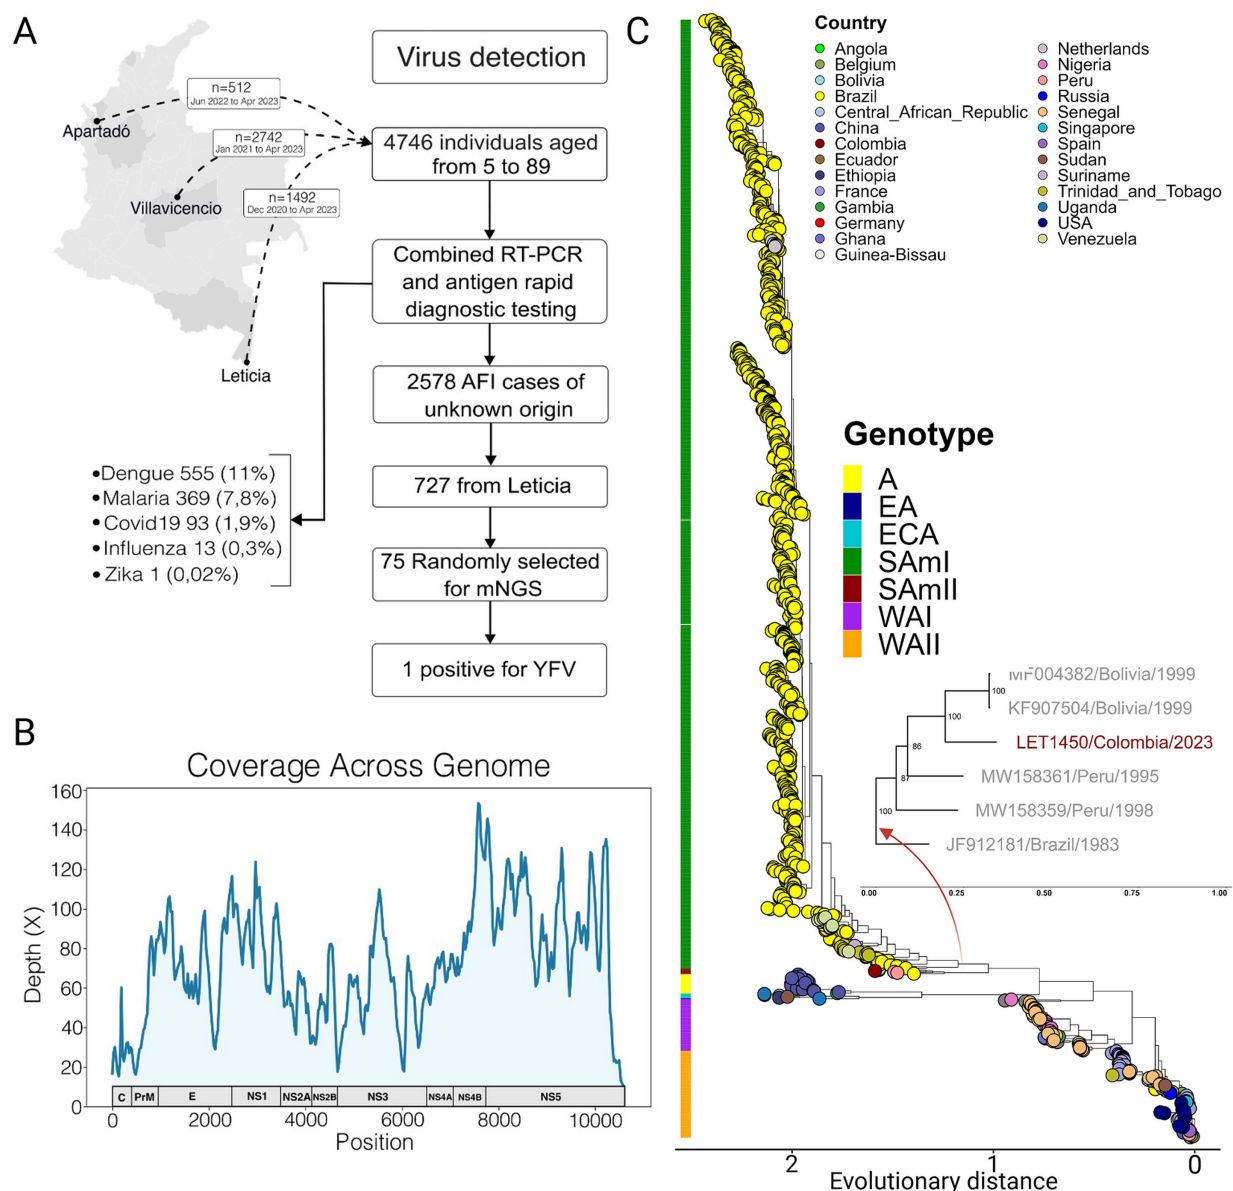 A
Virus detection
n=512
Jun 2022 to Apr 2023
Apartadó
n=2742
Jan 2021 to Apr 2023
Villavicencio
n=1492
Dec 2020 to Apr 2023
Leticia
4746 individuals aged
from 5 to 89
Combined RT-PCR
and antigen rapid
diagnostic testing
2578 AFI cases of
unknown origin
•Dengue 555 (11%)
•Malaria 369 (7,8%)
•Covid19 93 (1,9%)
•Influenza 13 (0,3%)
•Zika 1 (0,02%)
727 from Leticia
75 Randomly selected
for mNGS
1 positive for YFV
B
Coverage Across Genome
Depth (X)
160
140
120
100
80
60
40
20
0
C PrM E NS1 NS2A NS2B NS3 NS4A NS4B NS5
0 2000 4000 6000 8000 10000
Position
C
Country
Angola
Belgium
Bolivia
Brazil
Central_African_Republic
China
Colombia
Ecuador
Ethiopia
France
Gambia
Germany
Ghana
Guinea-Bissau
Netherlands
Nigeria
Peru
Russia
Senegal
Singapore
Spain
Sudan
Suriname
Trinidad_and_Tobago
Uganda
USA
Venezuela
Genotype
A
EA
ECA
SAmI
SAmII
WAI
WAII
MF004382/Bolivia/1999
100
KF907504/Bolivia/1999
100
LET1450/Colombia/2023
86
MW158361/Peru/1995
87
MW158359/Peru/1998
100
JF912181/Brazil/1983
0.00 0.25 0.50 0.75 1.00
2 1 0
Evolutionary distance